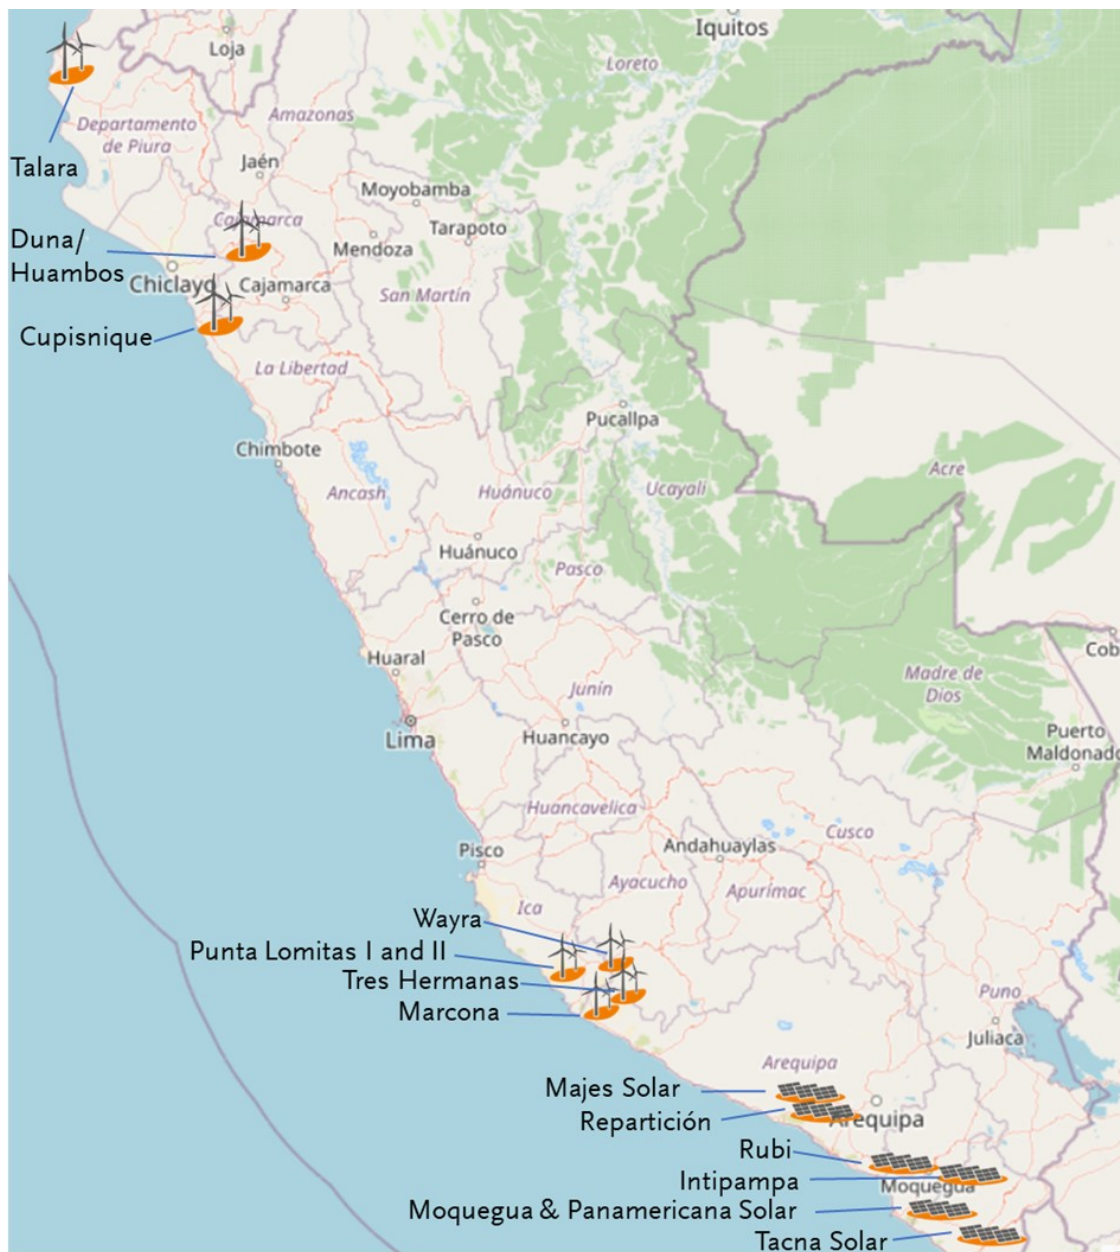 Iquitos
Loja
Loreto
Amazonas
Departamento
de Piura
Talara
Jaén
Moyobamba
Cajamarca
Tarapoto
Duna/
Huambos
Mendoza
Chiclayo
Cajamarca
San Martín
Cupisnique
La Libertad
Pucallpa
Chimbote
Acre
Ancash
Huánuco
Ucayali
Huánuco
Pasco
Cerro de
Pasco
Huaral
Cob
Junín
Madre de
Dios
Lima
Huancayo
Puerto
Maldonado
Huancavelica
Cusco
Pisco
Andahuaylas
Ayacucho
Apurímac
Ica
Wayra
Punta Lomitas I and II
Tres Hermanas
Marcona
Puno
Juliaca
Arequipa
Majes Solar
Repartición
Arequipa
Rubi
Intipampa
Moquegua
Moquegua & Panamericana Solar
Tacna Solar